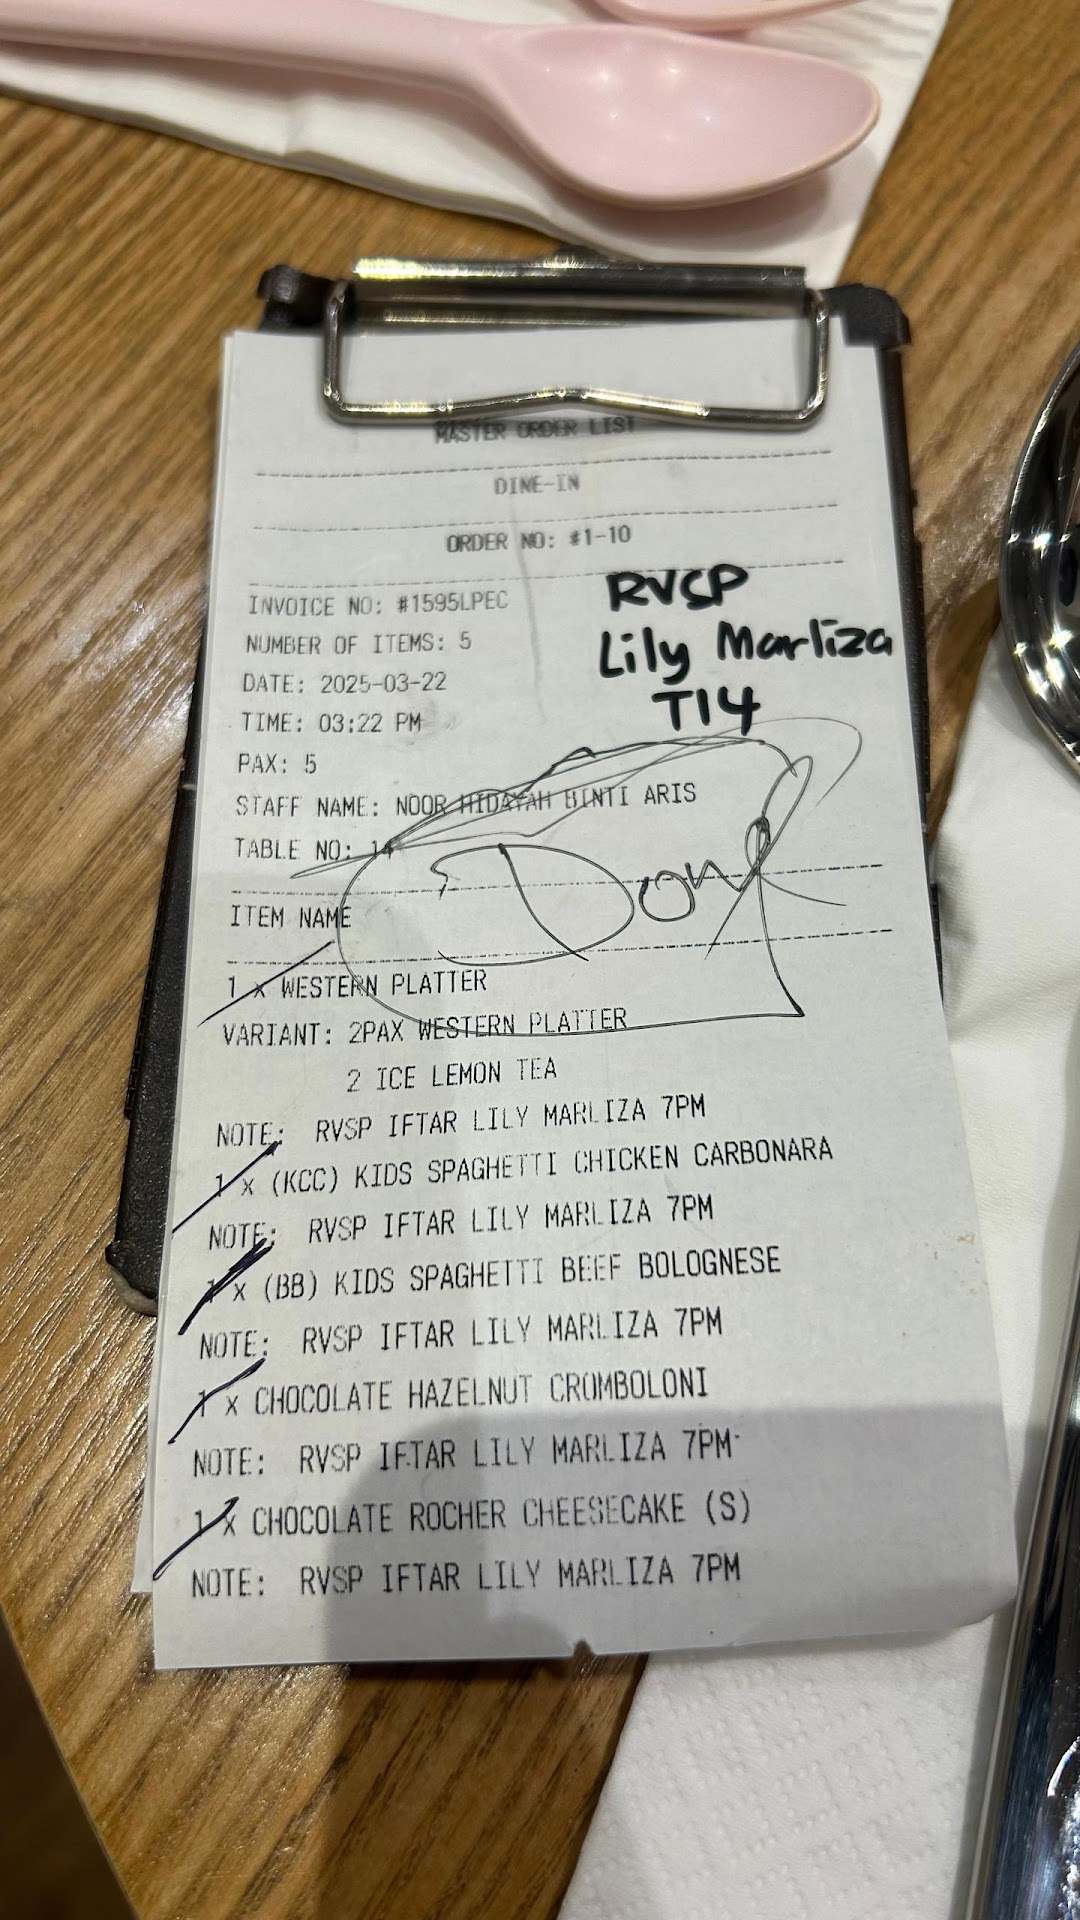 MASTER ORDER LIST
DINE-IN
ORDER NO: #1-10
RVSP
Lily Marliza
T14
INVOICE NO: #1595LPEC
NUMBER OF ITEMS: 5
DATE: 2025-03-22
TIME: 03:22 PM
PAX: 5
STAFF NAME: NOOR HIDAYAH BINTI ARIS
TABLE NO: 14
Done
ITEM NAME
1 x WESTERN PLATTER
VARIANT: 2PAX WESTERN PLATTER
2 ICE LEMON TEA
NOTE: RVSP IFTAR LILY MARLIZA 7PM
1 x (KCC) KIDS SPAGHETTI CHICKEN CARBONARA
NOTE: RVSP IFTAR LILY MARLIZA 7PM
1 x (BB) KIDS SPAGHETTI BEEF BOLOGNESE
NOTE: RVSP IFTAR LILY MARLIZA 7PM
1 x CHOCOLATE HAZELNUT CROMBOLONI
NOTE: RVSP IFTAR LILY MARLIZA 7PM
1 x CHOCOLATE ROCHER CHEESECAKE (S)
NOTE: RVSP IFTAR LILY MARLIZA 7PM